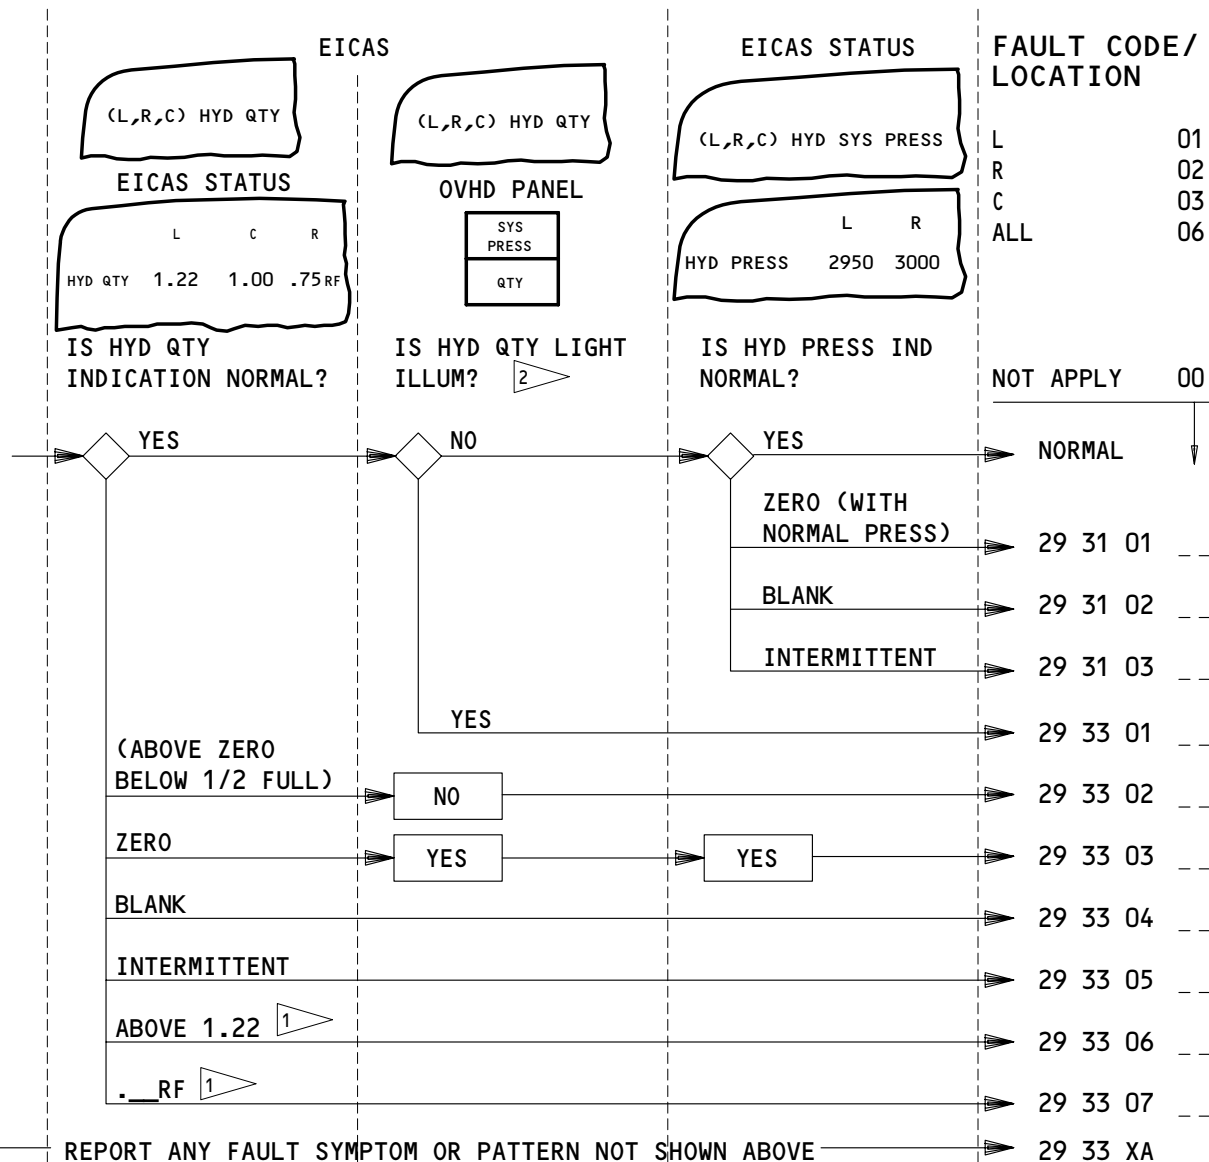 EICAS
EICAS STATUS
FAULT CODE/
LOCATION
(L,R,C) HYD QTY
(L,R,C) HYD QTY
(L,R,C) HYD SYS PRESS
L 01
R 02
C 03
ALL 06
EICAS STATUS
OVHD PANEL
L C R
HYD QTY 1.22 1.00 .75 RF
SYS
PRESS
QTY
L R
HYD PRESS 2950 3000
IS HYD QTY
INDICATION NORMAL?
IS HYD QTY LIGHT
ILLUM? 2
IS HYD PRESS IND
NORMAL?
NOT APPLY 00
YES
NO
YES
NORMAL
ZERO (WITH
NORMAL PRESS)
29 31 01 _ _
BLANK
29 31 02 _ _
INTERMITTENT
29 31 03 _ _
YES
29 33 01 _ _
(ABOVE ZERO
BELOW 1/2 FULL)
NO
29 33 02 _ _
ZERO
YES
YES
29 33 03 _ _
BLANK
29 33 04 _ _
INTERMITTENT
29 33 05 _ _
ABOVE 1.22 1
29 33 06 _ _
.__RF 1
29 33 07 _ _
REPORT ANY FAULT SYMPTOM OR PATTERN NOT SHOWN ABOVE
29 33 XA